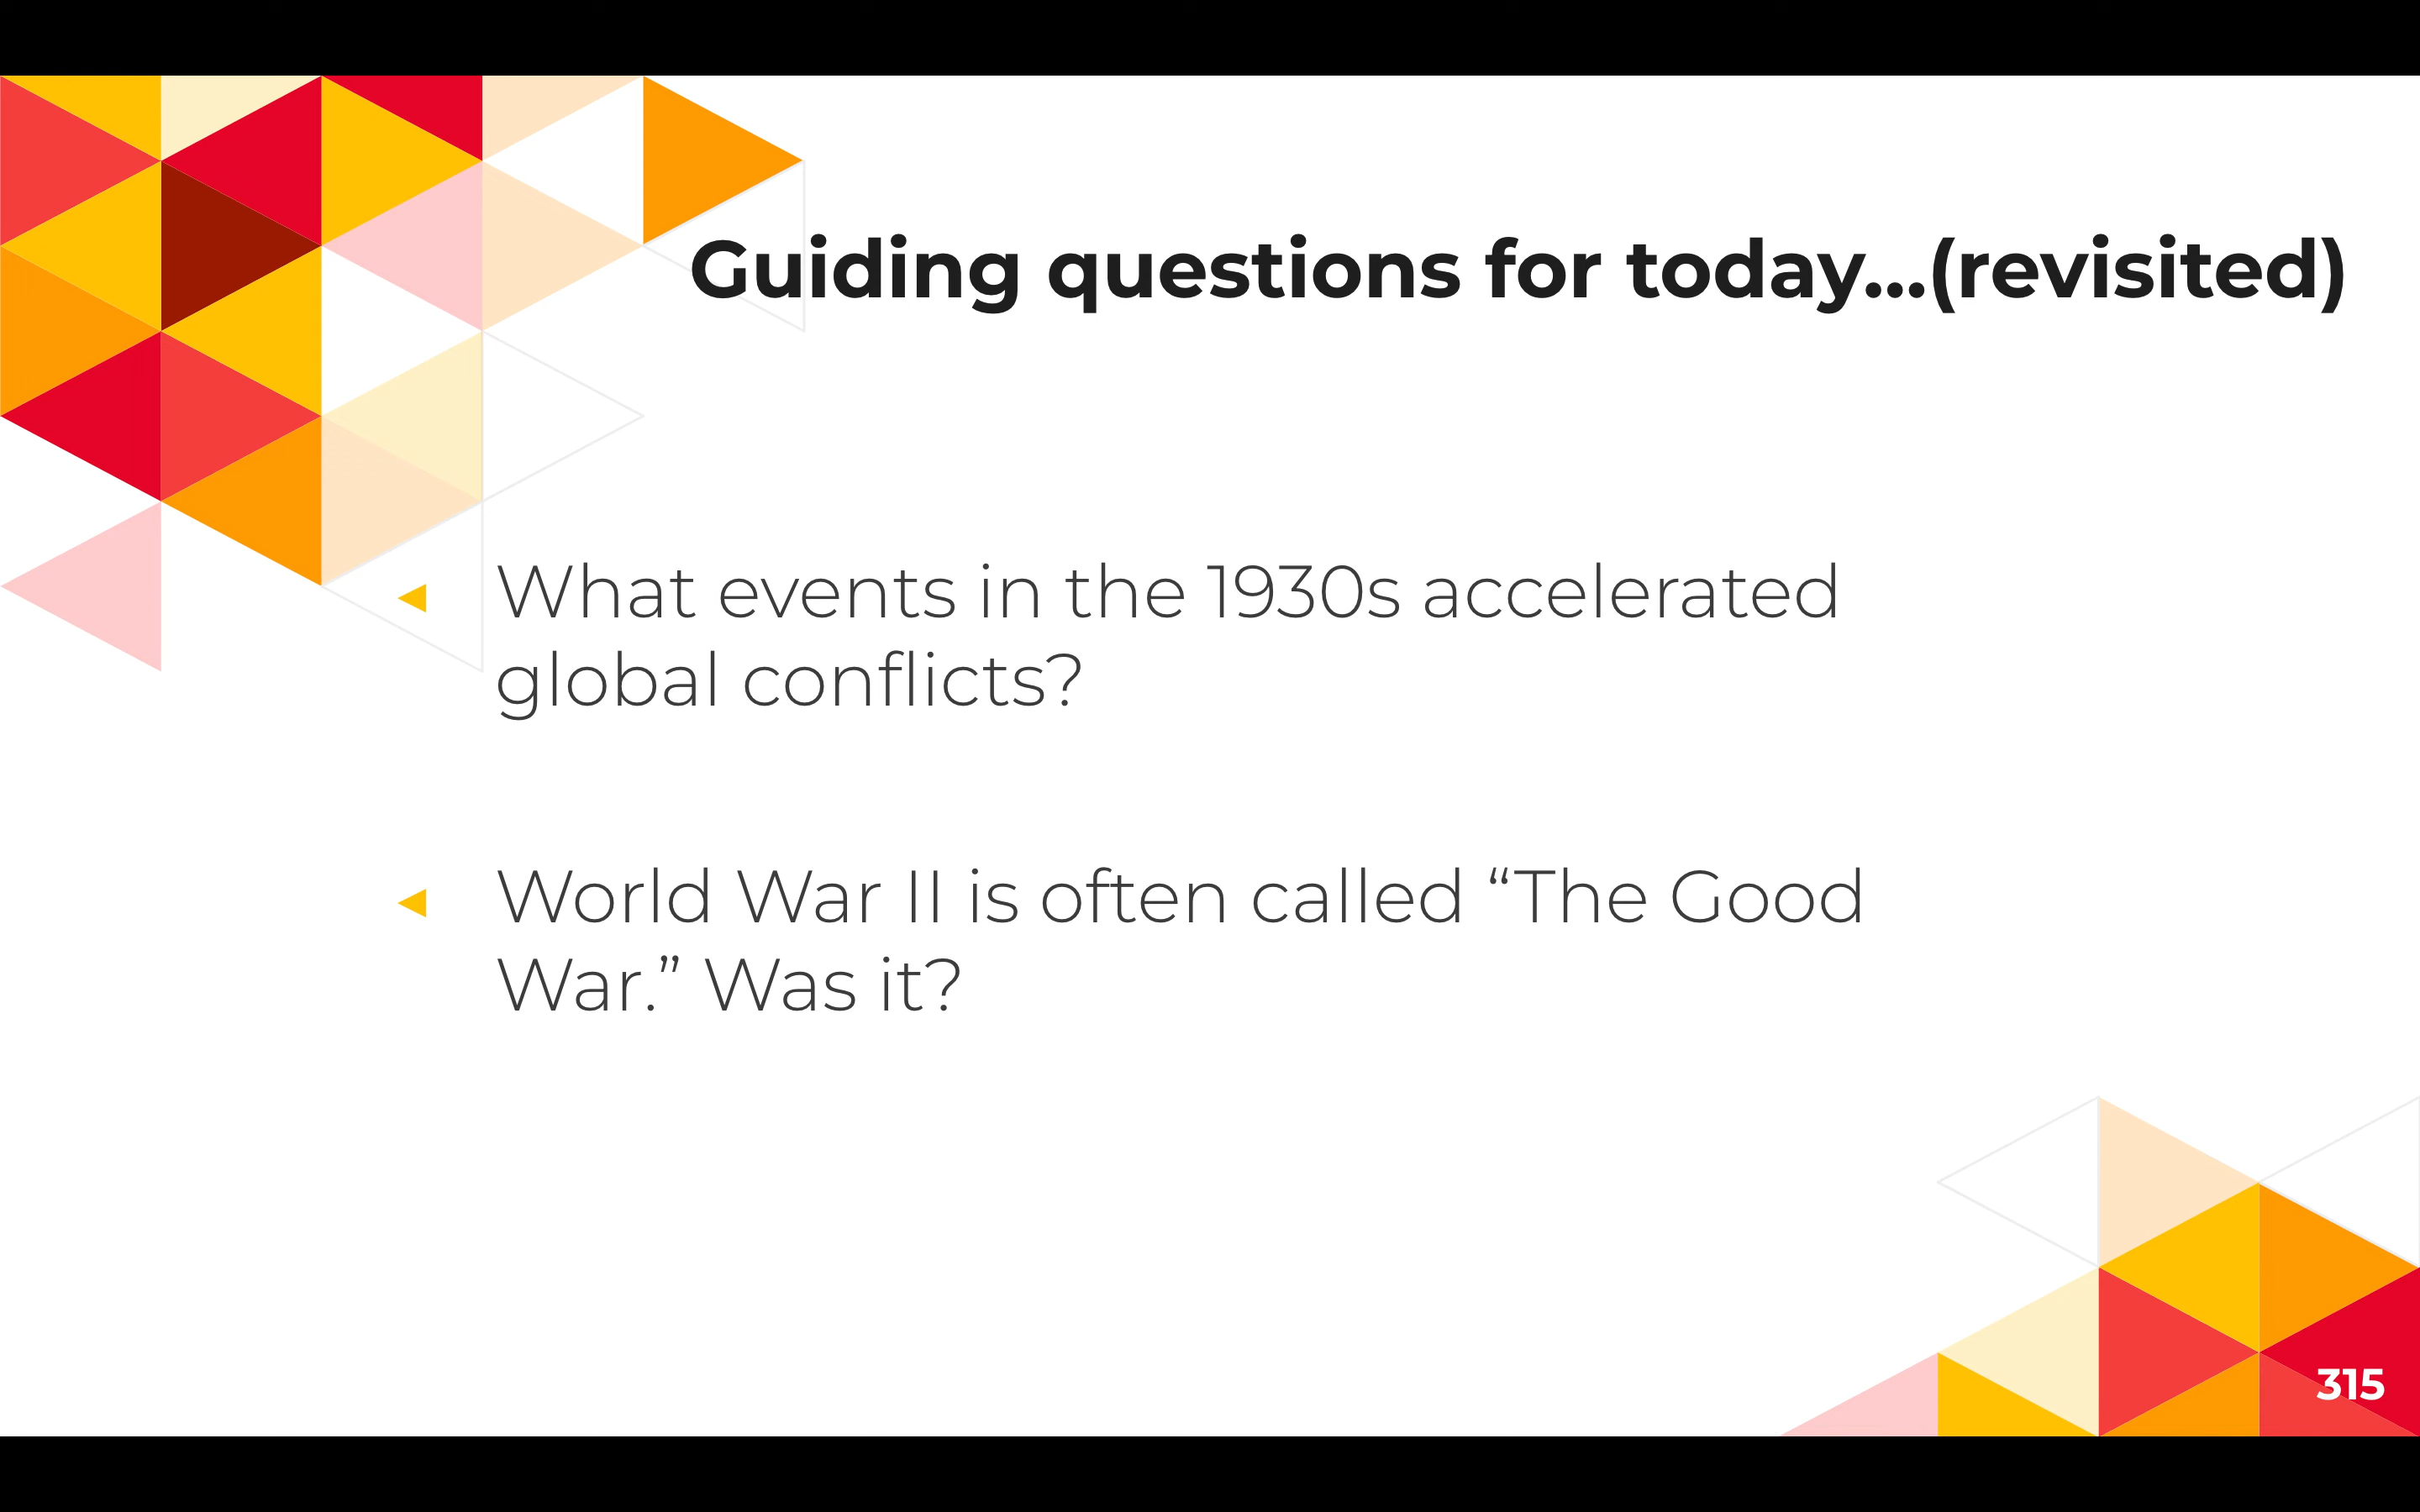 Guiding questions for today...(revisited)
What events in the 1930s accelerated
global conflicts?
World War II is often called “The Good
War.” Was it?
315